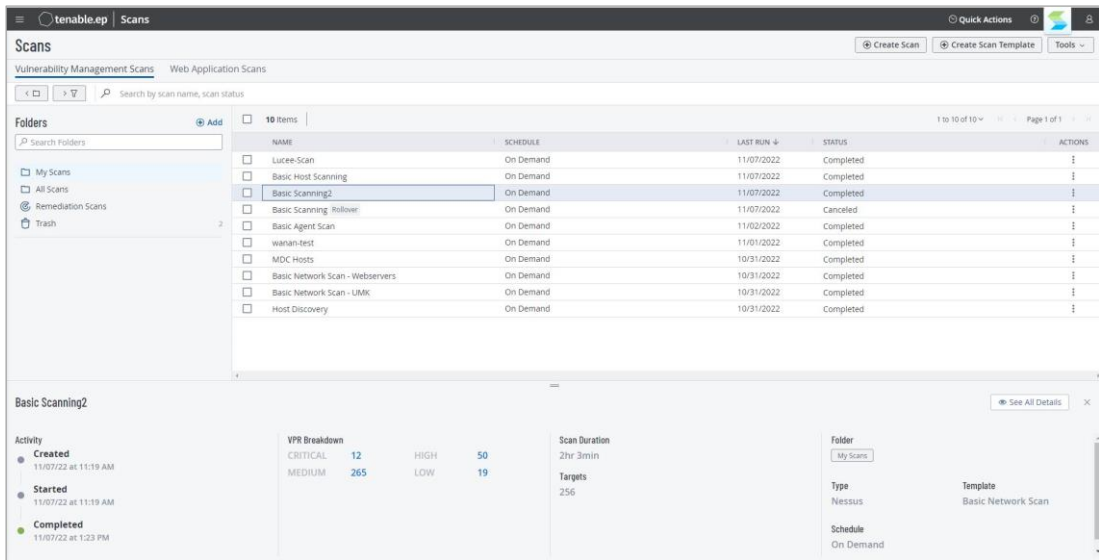 tenable.ep Scans Quick Actions
Scans Create Scan Create Scan Template Tools
Vulnerability Management Scans Web Application Scans
Search by scan name, scan status
Folders Add 10 Items 1 to 10 of 10 Page 1 of 1
Search Folders NAME SCHEDULE LAST RUN STATUS ACTIONS
Lucee-Scan On Demand 11/07/2022 Completed
My Scans Basic Host Scanning On Demand 11/07/2022 Completed
All Scans Basic Scanning2 On Demand 11/07/2022 Completed
Remediation Scans Basic Scanning Rollover On Demand 11/07/2022 Canceled
Trash 2 Basic Agent Scan On Demand 11/02/2022 Completed
wanan-test On Demand 11/01/2022 Completed
MDC Hosts On Demand 10/31/2022 Completed
Basic Network Scan - Webservers On Demand 10/31/2022 Completed
Basic Network Scan - UMK On Demand 10/31/2022 Completed
Host Discovery On Demand 10/31/2022 Completed
Basic Scanning2 See All Details
Activity VPR Breakdown Scan Duration Folder
Created CRITICAL 12 HIGH 50 2hr 3min My Scans
11/07/22 at 11:19 AM
MEDIUM 265 LOW 19 Targets
Started 256 Type Template
11/07/22 at 11:19 AM Nessus Basic Network Scan
Completed Schedule
11/07/22 at 1:23 PM On Demand